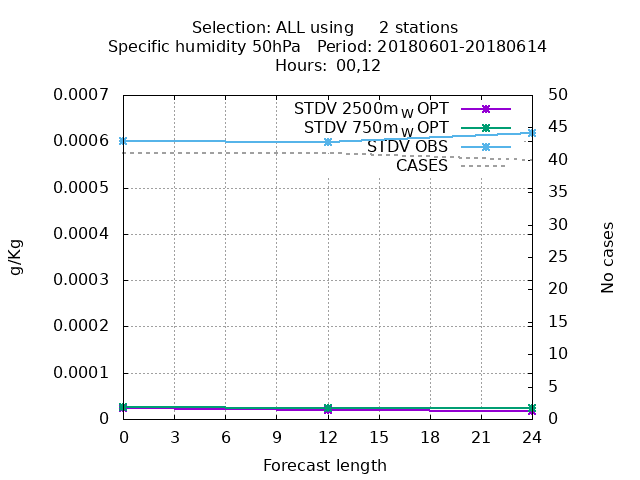 Selection: ALL using     2 stations
Specific humidity 50hPa   Period: 20180601-20180614
Hours:  00,12
STDV 2500m_W OPT
STDV 750m_W OPT
STDV OBS
CASES
g/Kg
0.0007
0.0006
0.0005
0.0004
0.0003
0.0002
0.0001
0
50
45
40
35
30
25
20
15
10
5
0
No cases
0 3 6 9 12 15 18 21 24
Forecast length